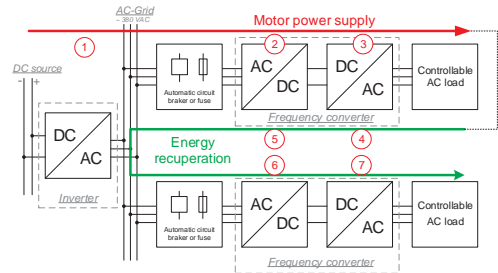 AC-Grid
~ 380 VAC
Motor power supply
1
2
3
DC source
- +
AC
DC
DC
AC
Controllable
AC load
Automatic circuit
braker or fuse
Frequency converter
DC
AC
Inverter
Energy
recuperation
5
4
6
7
AC
DC
DC
AC
Controllable
AC load
Automatic circuit
braker or fuse
Frequency converter